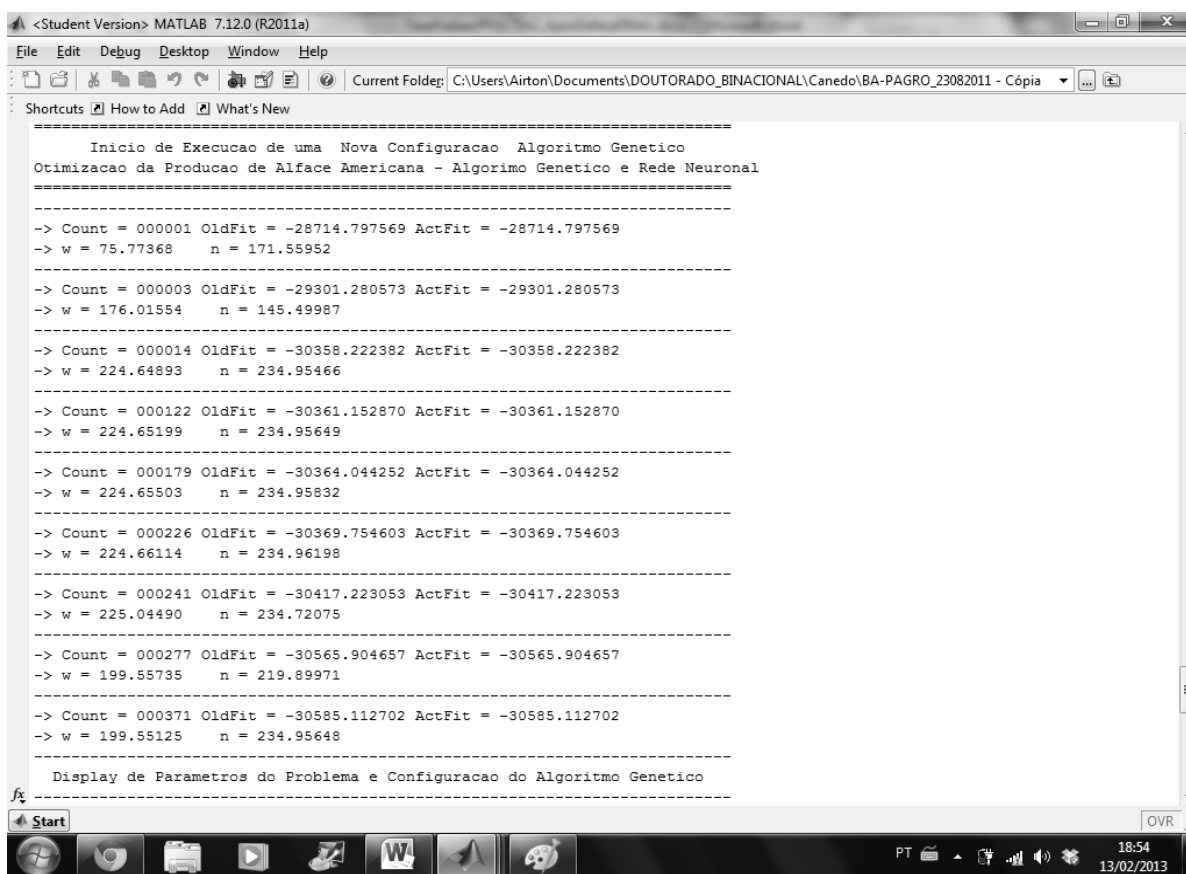 <Student Version> MATLAB 7.12.0 (R2011a)
File Edit Debug Desktop Window Help
Current Folder: C:\Users\Airton\Documents\DOUTORADO_BINACIONAL\Canedo\BA-PAGRO_23082011 - Cópia
Shortcuts How to Add What's New
==========================================================================
Inicio de Execucao de uma Nova Configuracao Algoritmo Genetico
Otimizacao da Producao de Alface Americana - Algorimo Genetico e Rede Neuronal
==========================================================================
--------------------------------------------------------------------------
-> Count = 000001 OldFit = -28714.797569 ActFit = -28714.797569
-> w = 75.77368 n = 171.55952
--------------------------------------------------------------------------
-> Count = 000003 OldFit = -29301.280573 ActFit = -29301.280573
-> w = 176.01554 n = 145.49987
--------------------------------------------------------------------------
-> Count = 000014 OldFit = -30358.222382 ActFit = -30358.222382
-> w = 224.64893 n = 234.95466
--------------------------------------------------------------------------
-> Count = 000122 OldFit = -30361.152870 ActFit = -30361.152870
-> w = 224.65199 n = 234.95649
--------------------------------------------------------------------------
-> Count = 000179 OldFit = -30364.044252 ActFit = -30364.044252
-> w = 224.65503 n = 234.95832
--------------------------------------------------------------------------
-> Count = 000226 OldFit = -30369.754603 ActFit = -30369.754603
-> w = 224.66114 n = 234.96198
--------------------------------------------------------------------------
-> Count = 000241 OldFit = -30417.223053 ActFit = -30417.223053
-> w = 225.04490 n = 234.72075
--------------------------------------------------------------------------
-> Count = 000277 OldFit = -30565.904657 ActFit = -30565.904657
-> w = 199.55735 n = 219.89971
--------------------------------------------------------------------------
-> Count = 000371 OldFit = -30585.112702 ActFit = -30585.112702
-> w = 199.55125 n = 234.95648
--------------------------------------------------------------------------
Display de Parametros do Problema e Configuracao do Algoritmo Genetico
fx --------------------------------------------------------------------------
Start OVR
W PT 18:54
13/02/2013